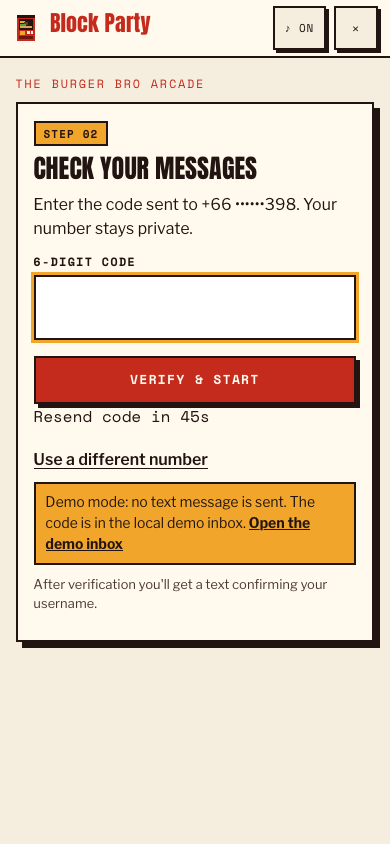 Block Party
♪ ON
×
THE BURGER BRO ARCADE
STEP 02
CHECK YOUR MESSAGES
Enter the code sent to +66 ••••••398. Your
number stays private.
6-DIGIT CODE
VERIFY & START
Resend code in 45s
Use a different number
Demo mode: no text message is sent. The
code is in the local demo inbox. Open the
demo inbox
After verification you'll get a text confirming your
username.